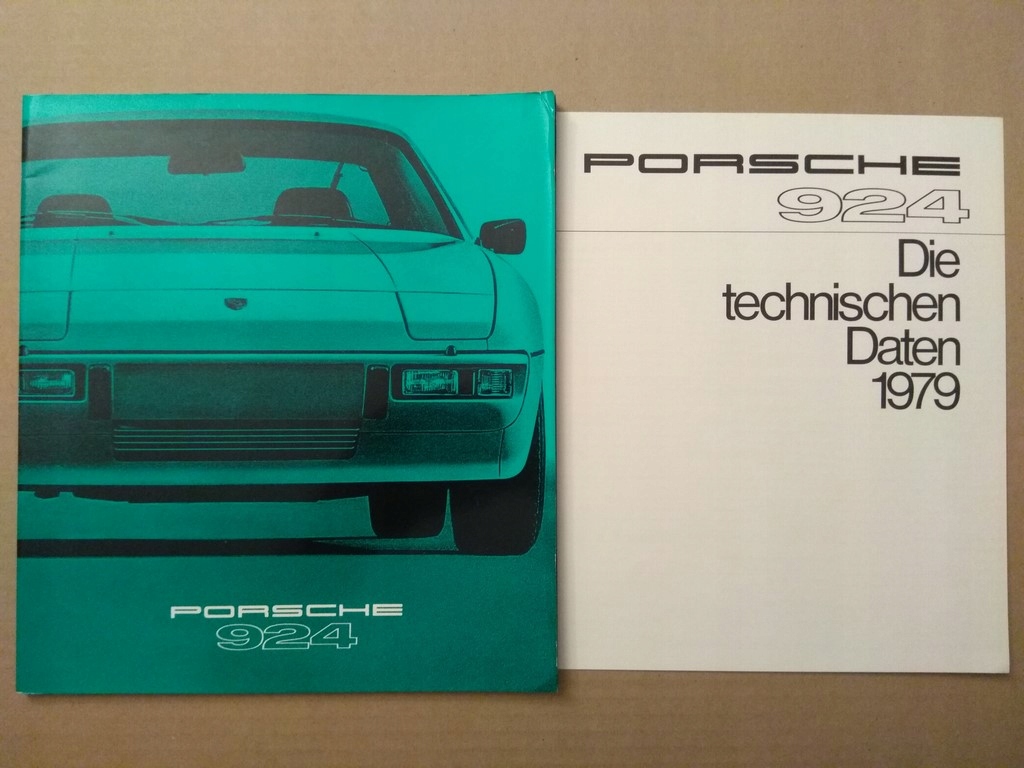 PORSCHE
924
PORSCHE
924
Die
technischen
Daten
1979